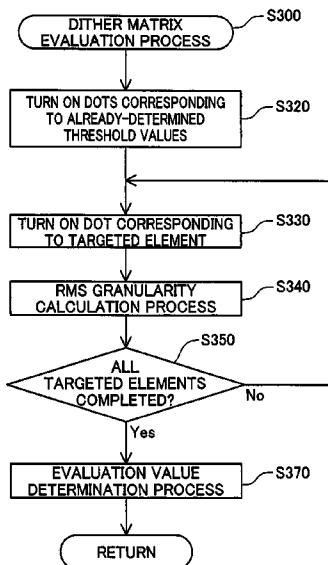 DITHER MATRIX
EVALUATION PROCESS
S300
TURN ON DOTS CORRESPONDING
TO ALREADY-DETERMINED
THRESHOLD VALUES
S320
TURN ON DOT CORRESPONDING
TO TARGETED ELEMENT
S330
RMS GRANULARITY
CALCULATION PROCESS
S340
S350
ALL
TARGETED ELEMENTS
COMPLETED?
No
Yes
EVALUATION VALUE
DETERMINATION PROCESS
S370
RETURN